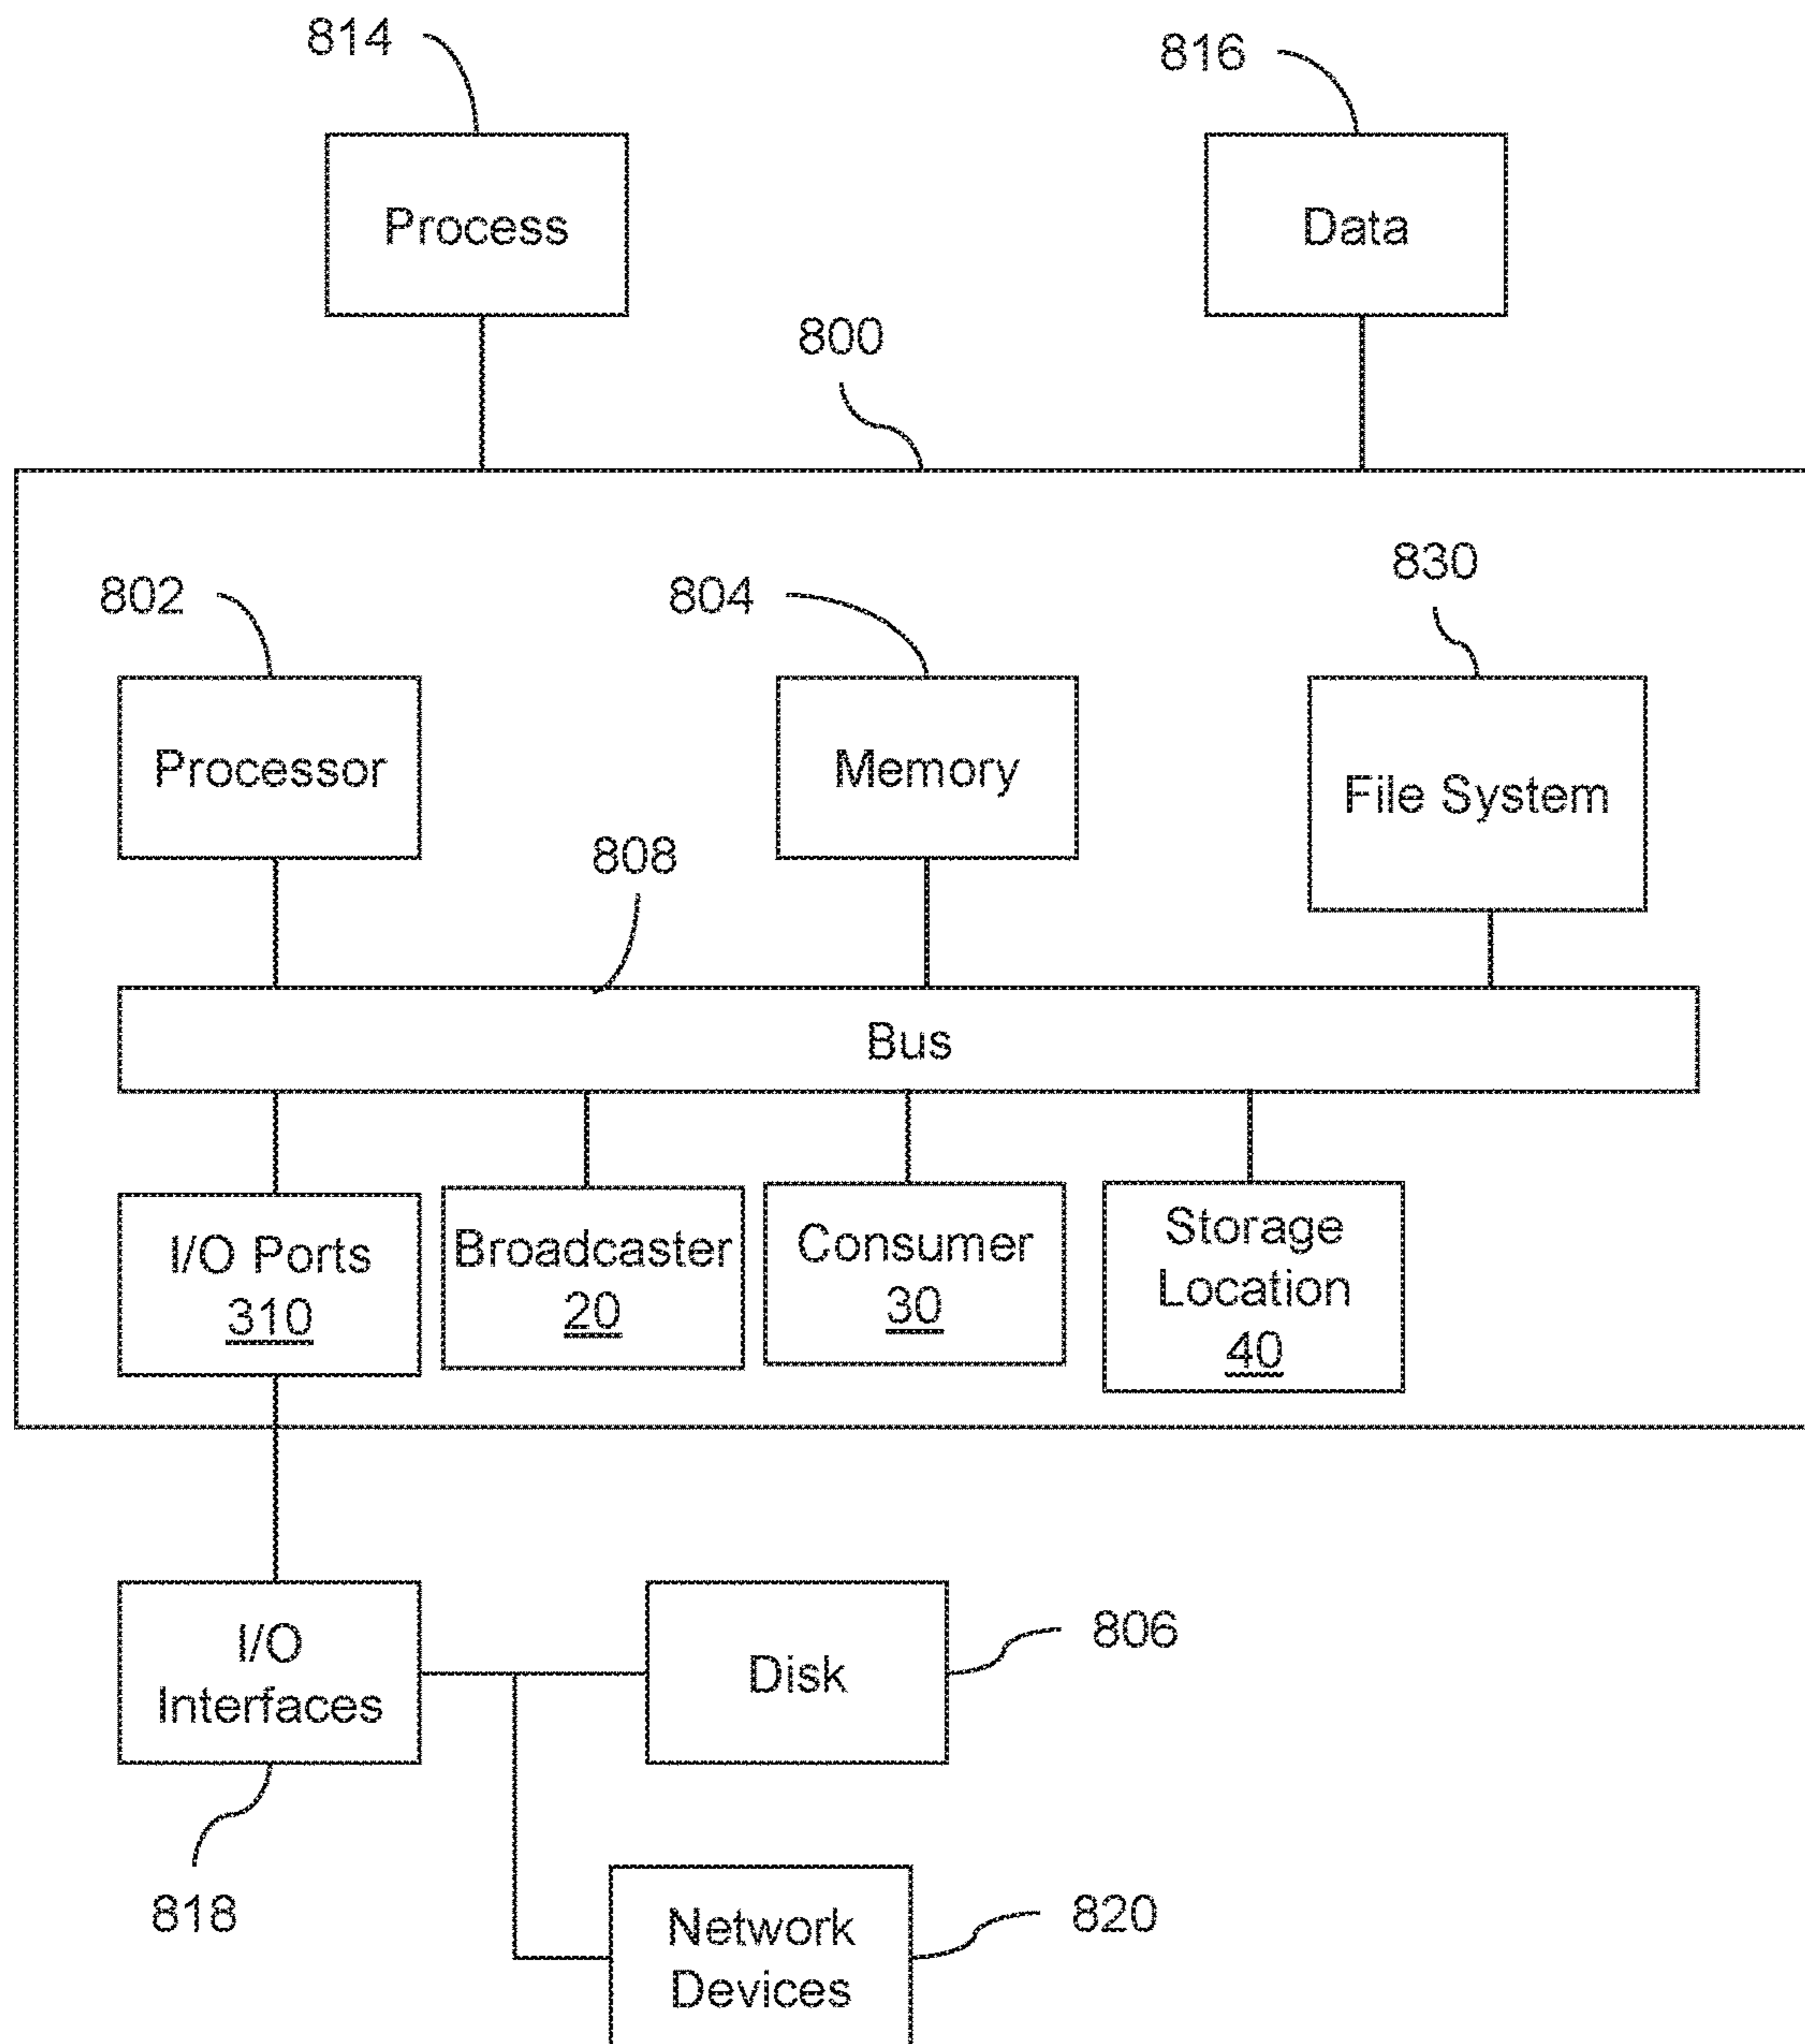 814
816
Process
Data
800
802
804
830
Processor
Memory
File System
808
Bus
I/O Ports
310
Broadcaster
20
Consumer
30
Storage
Location
40
I/O
Interfaces
Disk
806
818
Network
Devices
820